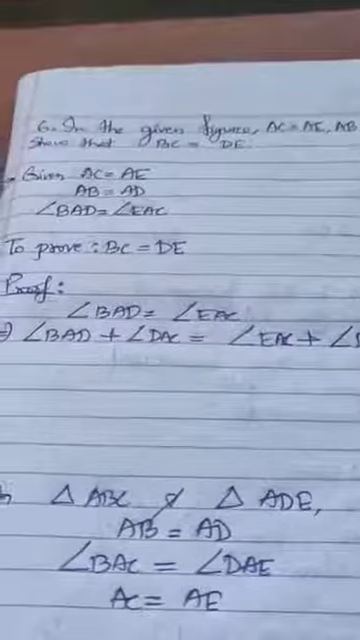 6. In the given figure, AC = AE, AB
Show that BC = DE.
Given AC = AE
AB = AD
∠BAD = ∠EAC
To prove : BC = DE
Proof :
∠BAD = ∠EAC
⇒ ∠BAD + ∠DAC = ∠EAC + ∠
△ ABC & △ ADE,
AB = AD
∠BAC = ∠DAE
AC = AE